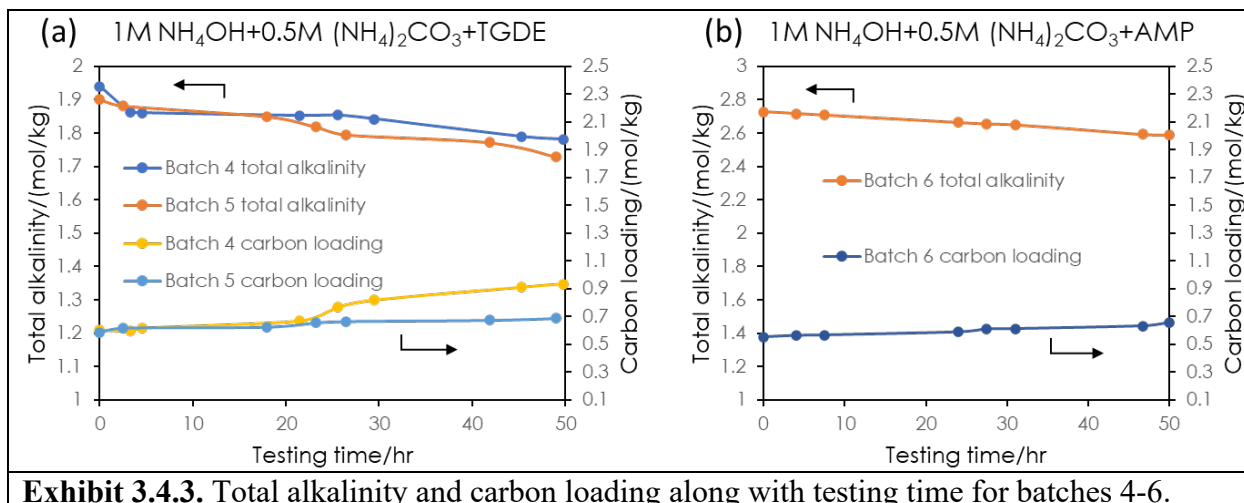 (a) 1M NH₄OH+0.5M (NH₄)₂CO₃+TGDE
2
1.9
1.8
1.7
1.6
1.5
1.4
1.3
1.2
1.1
1
Total alkalinity/(mol/kg)
2.5
2.3
2.1
1.9
1.7
1.5
1.3
1.1
0.9
0.7
0.5
0.3
0.1
Carbon loading/(mol/kg)
Batch 4 total alkalinity
Batch 5 total alkalinity
Batch 4 carbon loading
Batch 5 carbon loading
0 10 20 30 40 50
Testing time/hr
(b) 1M NH₄OH+0.5M (NH₄)₂CO₃+AMP
3
2.8
2.6
2.4
2.2
2
1.8
1.6
1.4
1.2
1
Total alkalinity/(mol/kg)
2.5
2.3
2.1
1.9
1.7
1.5
1.3
1.1
0.9
0.7
0.5
0.3
0.1
Carbon loading/(mol/kg)
Batch 6 total alkalinity
Batch 6 carbon loading
0 10 20 30 40 50
Testing time/hr
Exhibit 3.4.3. Total alkalinity and carbon loading along with testing time for batches 4-6.